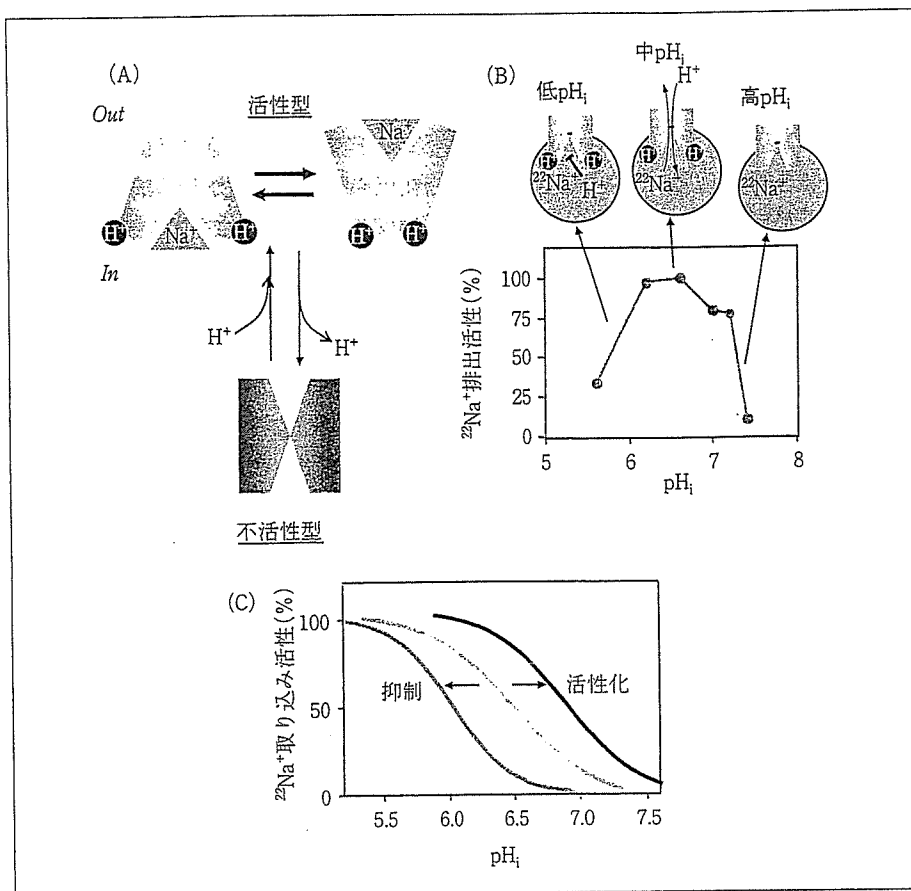 (A)
Out
活性型
Na⁺
H⁺
Na⁺
H⁺
H⁺
H⁺
In
H⁺
H⁺
不活性型
(B)
低pHᵢ
中pHᵢ
高pHᵢ
H⁺
H⁺
H⁺
²²Na⁺
H⁺
H⁺
H⁺
²²Na⁺
²²Na⁺
²²Na⁺排出活性(%)
100
75
50
25
0
5
6
7
8
pHᵢ
(C)
²²Na⁺取り込み活性(%)
100
50
0
抑制
活性化
5.5
6.0
6.5
7.0
7.5
pHᵢ